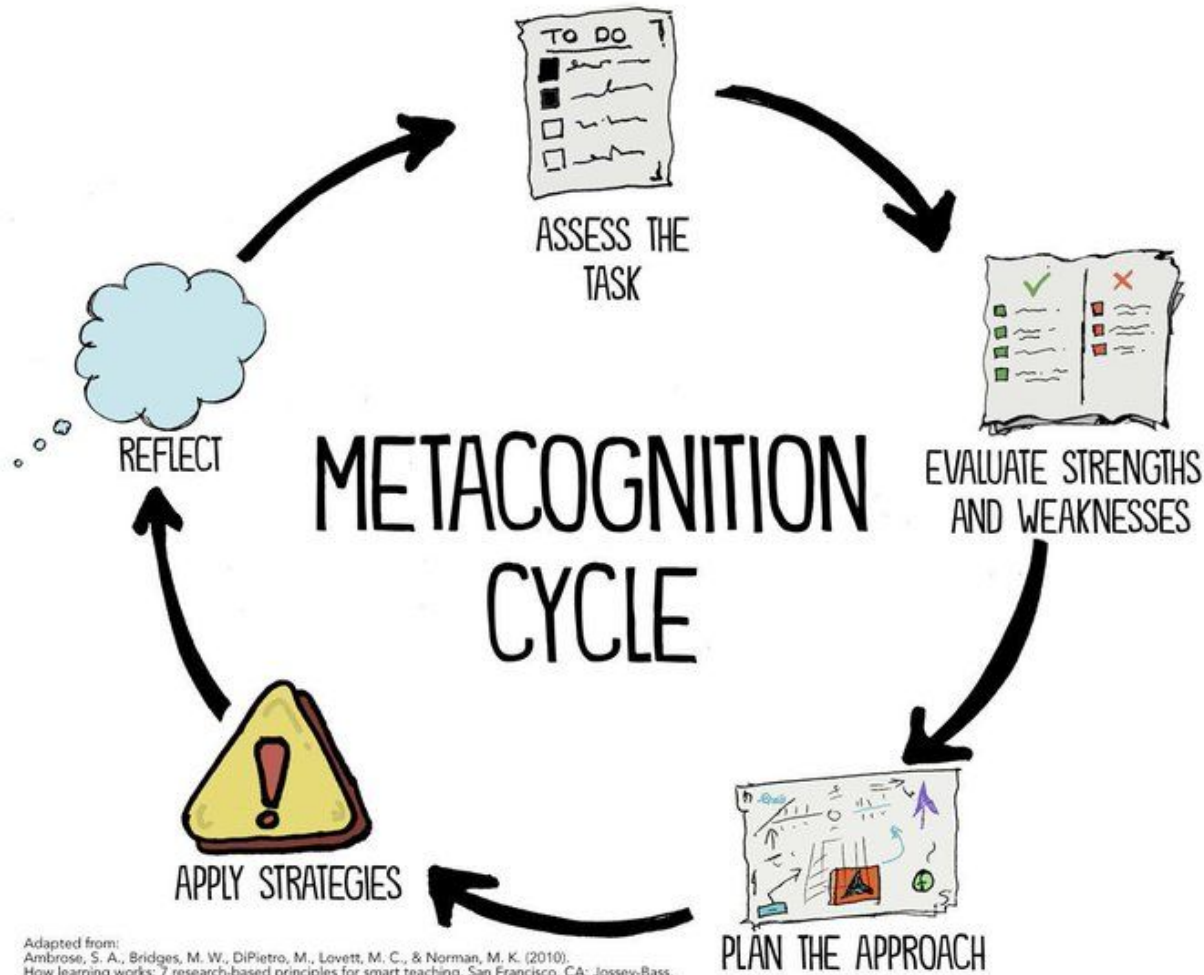 TO DO
ASSESS THE
TASK
EVALUATE STRENGTHS
AND WEAKNESSES
REFLECT
METACOGNITION
CYCLE
APPLY STRATEGIES
PLAN THE APPROACH
Adapted from:
Ambrose, S. A., Bridges, M. W., DiPietro, M., Lovett, M. C., & Norman, M. K. (2010).
How learning works: 7 research-based principles for smart teaching. San Francisco, CA: Jossey-Bass.